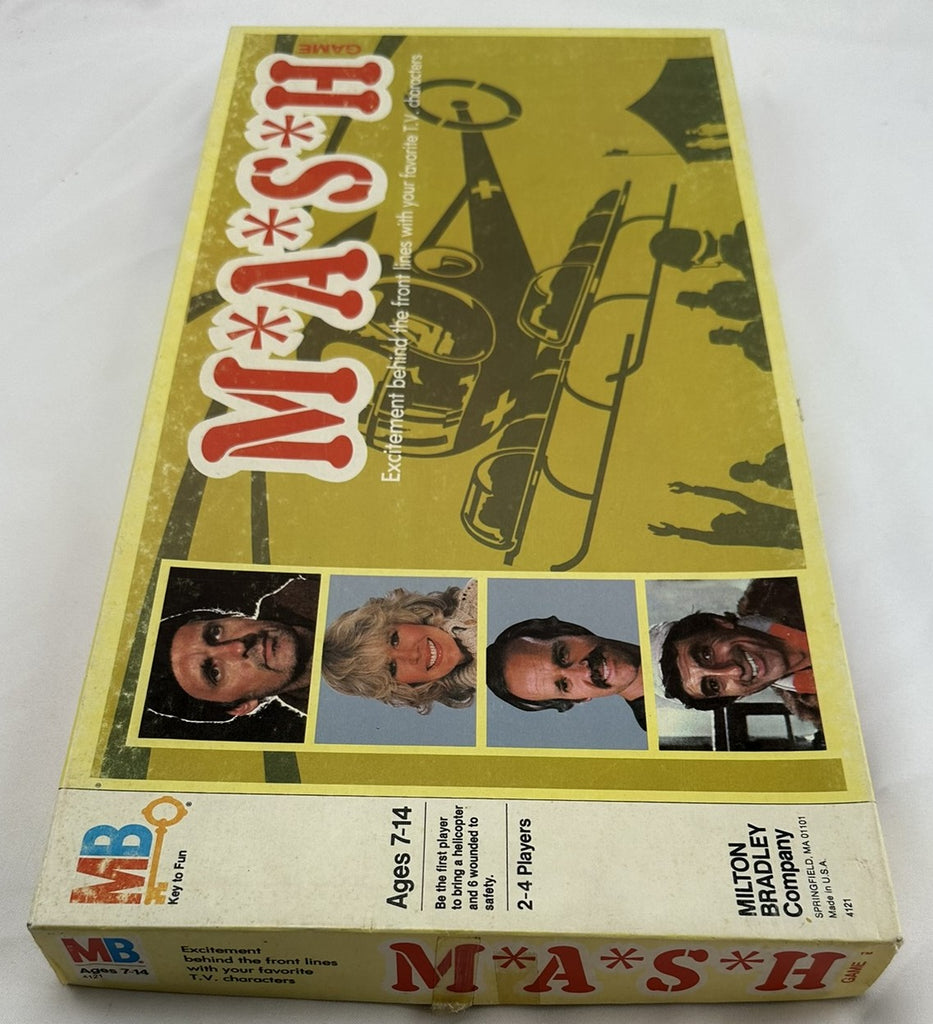 M*A*S*H
GAME
Excitement behind the front lines with your favorite T.V. characters
MB
®
Key to Fun
Ages 7-14
Be the first player
to bring a helicopter
and 6 wounded to
safety.
2-4 Players
MILTON
BRADLEY
Company
SPRINGFIELD, MA 01101
Made in U.S.A.
4121
MB
®
Ages 7-14
4121
Excitement
behind the front lines
with your favorite
T.V. characters
M*A*S*H
GAME